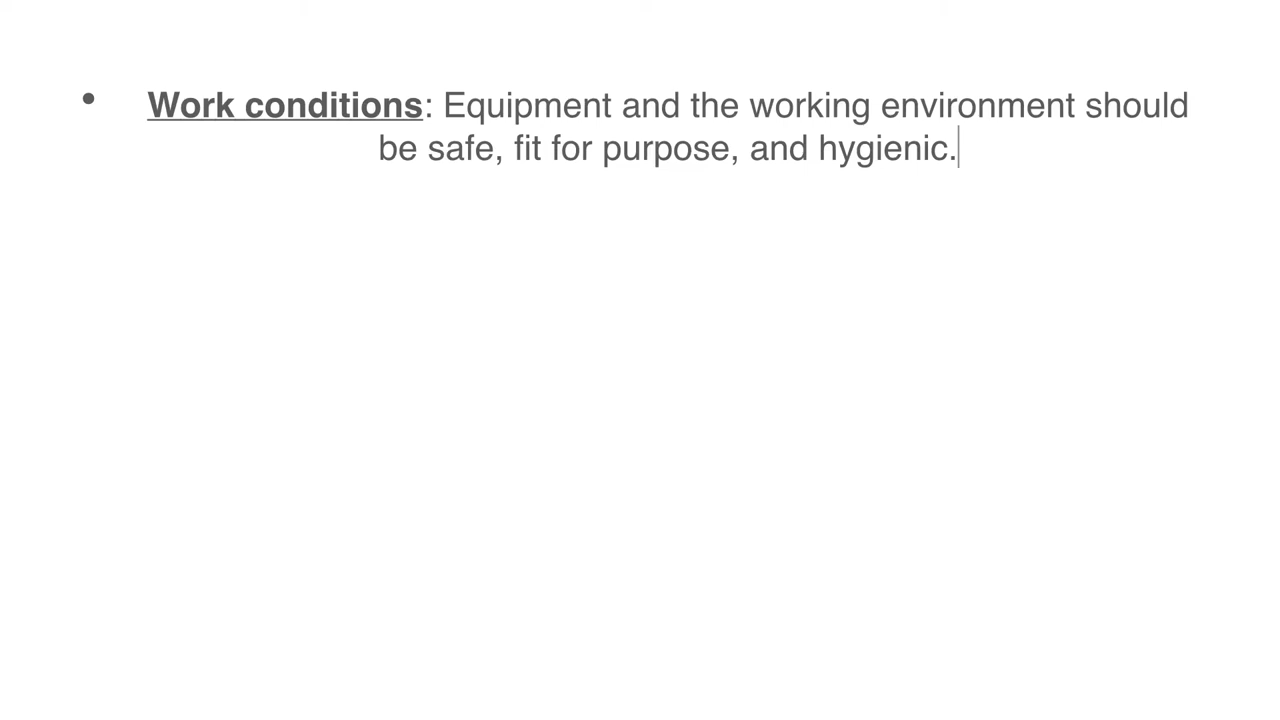 • Work conditions: Equipment and the working environment should
be safe, fit for purpose, and hygienic.